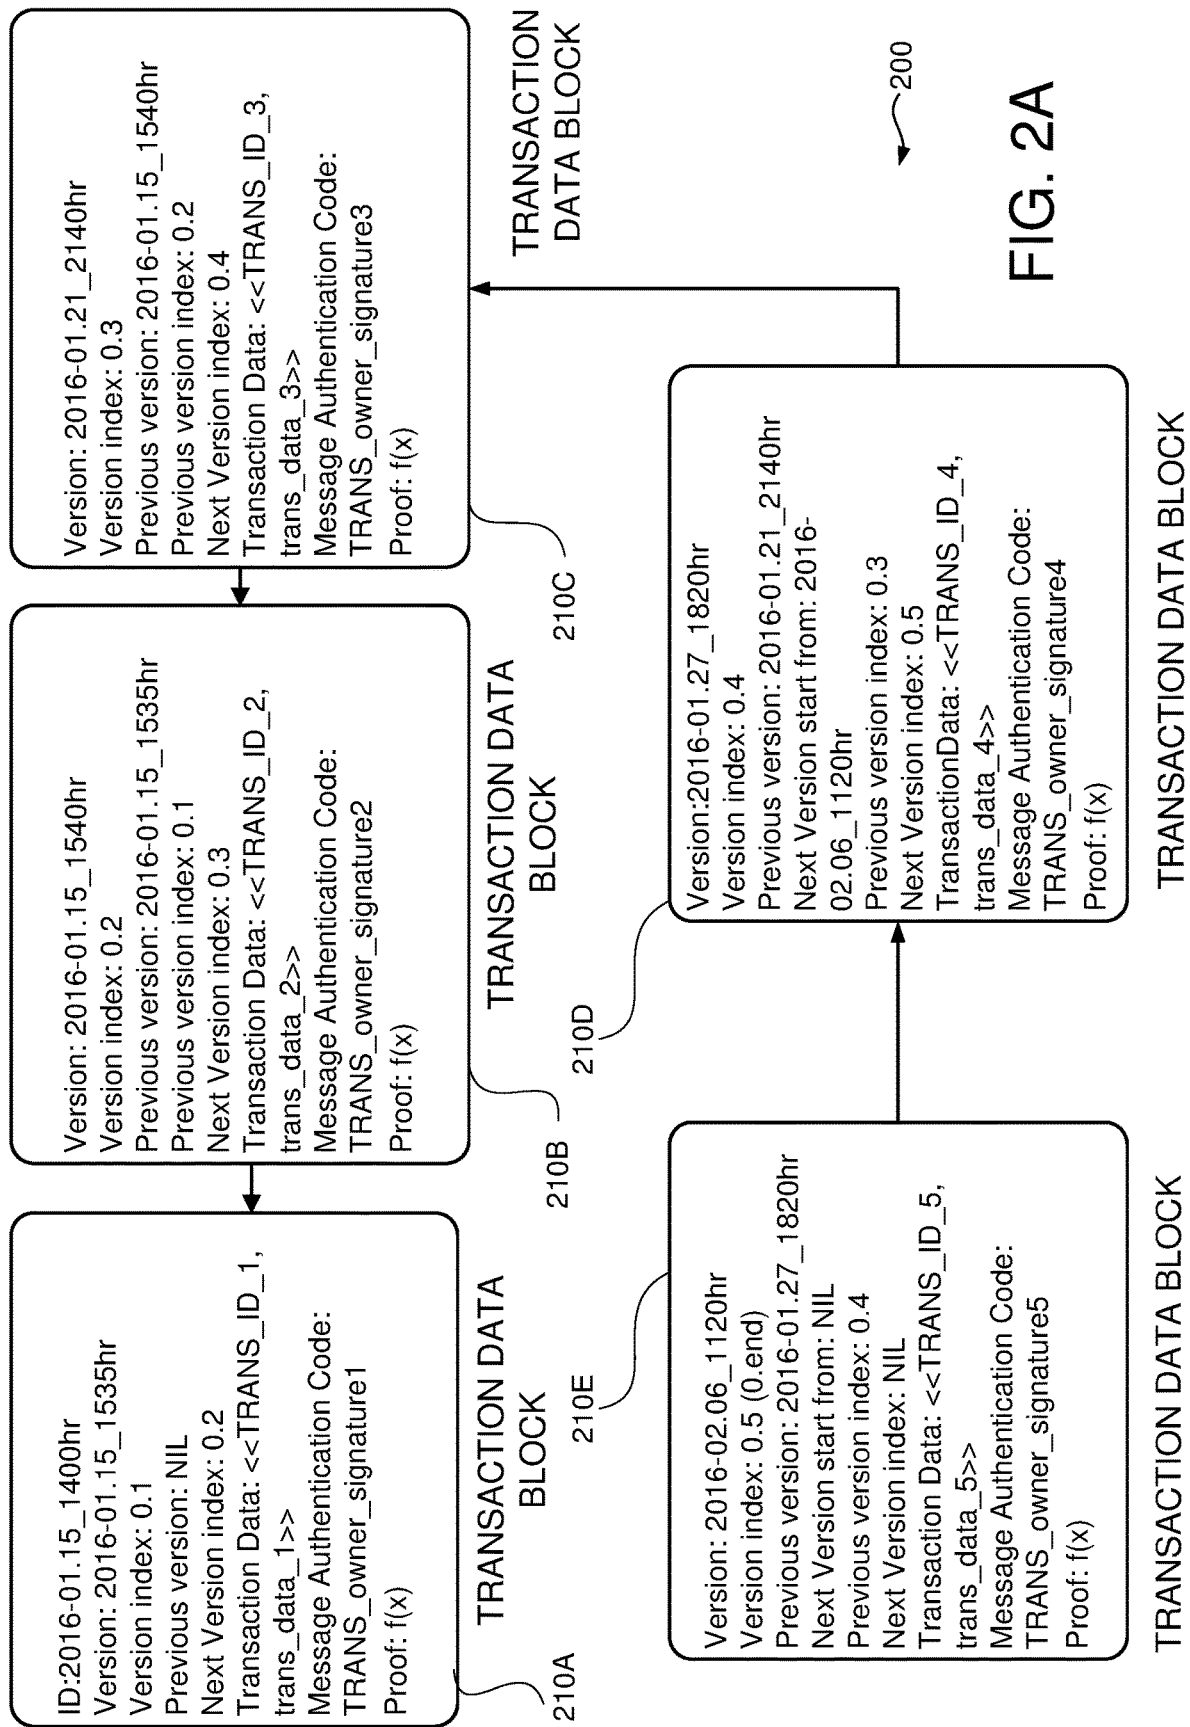 ID:2016-01.15_1400hr
Version: 2016-01.15_1535hr
Version index: 0.1
Previous version: NIL
Next Version index: 0.2
Transaction Data: <<TRANS_ID_1,
trans_data_1>>
Message Authentication Code:
TRANS_owner_signature1
Proof: f(x)
210A
TRANSACTION DATA
BLOCK
Version: 2016-01.15_1540hr
Version index: 0.2
Previous version: 2016-01.15_1535hr
Previous version index: 0.1
Next Version index: 0.3
Transaction Data: <<TRANS_ID_2,
trans_data_2>>
Message Authentication Code:
TRANS_owner_signature2
Proof: f(x)
210B
TRANSACTION DATA
BLOCK
Version: 2016-01.21_2140hr
Version index: 0.3
Previous version: 2016-01.15_1540hr
Previous version index: 0.2
Next Version index: 0.4
Transaction Data: <<TRANS_ID_3,
trans_data_3>>
Message Authentication Code:
TRANS_owner_signature3
Proof: f(x)
210C
TRANSACTION
DATA BLOCK
210E
Version: 2016-02.06_1120hr
Version index: 0.5 (0.end)
Previous version: 2016-01.27_1820hr
Next Version start from: NIL
Previous version index: 0.4
Next Version index: NIL
Transaction Data: <<TRANS_ID_5,
trans_data_5>>
Message Authentication Code:
TRANS_owner_signature5
Proof: f(x)
TRANSACTION DATA BLOCK
210D
Version:2016-01.27_1820hr
Version index: 0.4
Previous version: 2016-01.21_2140hr
Next Version start from: 2016-
02.06_1120hr
Previous version index: 0.3
Next Version index: 0.5
TransactionData: <<TRANS_ID_4,
trans_data_4>>
Message Authentication Code:
TRANS_owner_signature4
Proof: f(x)
TRANSACTION DATA BLOCK
200
FIG. 2A